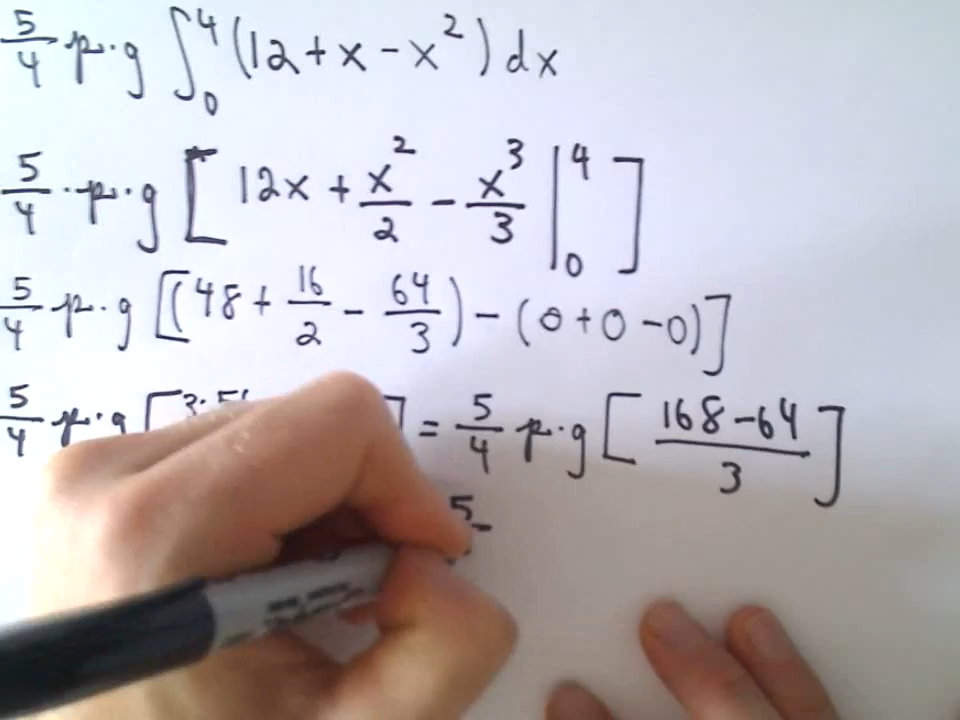 5/4 p·g ∫₀⁴ (12 + x - x²) dx
5/4 · p·g [ 12x + x²/2 - x³/3 |₀⁴ ]
5/4 p·g [(48 + 16/2 - 64/3) - (0 + 0 - 0)]
5/4 p·g [ ] = 5/4 p·g [ (168-64)/3 ]
5